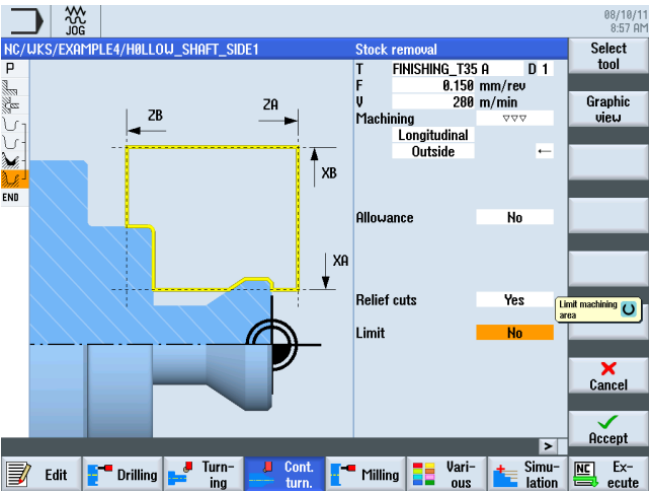 JOG
08/10/11
8:57 AM
NC/WKS/EXAMPLE4/HØLLOW_SHAFT_SIDE1
Stock removal
Select
tool
P
END
T FINISHING_T35 A D 1
F 0.150 mm/rev
V 280 m/min
Machining ▽▽▽
Longitudinal
Outside ←
Graphic
view
ZB
ZA
XB
XA
Allowance No
Relief cuts Yes
Limit machining
area
Limit No
Cancel
Accept
>
Edit
Drilling
Turn-
ing
Cont.
turn.
Milling
Vari-
ous
Simu-
lation
NC Ex-
ecute